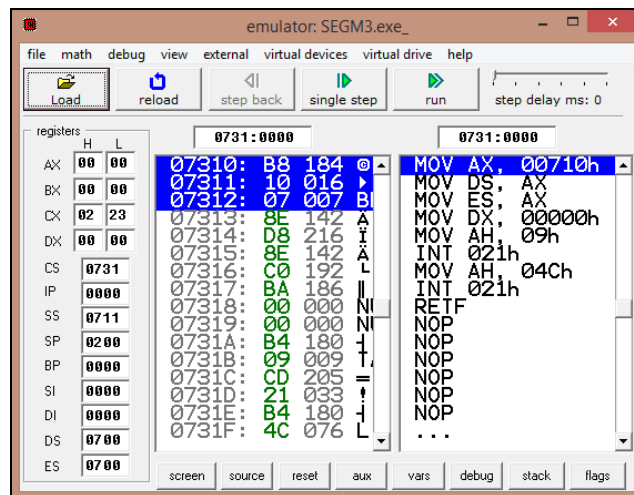 emulator: SEGM3.exe_
file math debug view external virtual devices virtual drive help
Load reload step back single step run step delay ms: 0
registers
H L
AX 00 00
BX 00 00
CX 02 23
DX 00 00
CS 0731
IP 0000
SS 0711
SP 0200
BP 0000
SI 0000
DI 0000
DS 0700
ES 0700
0731:0000
07310: B8 184
07311: 10 016
07312: 07 007
07313: 8E 142 Ä
07314: D8 216 Ï
07315: 8E 142 Ä
07316: C0 192 └
07317: BA 186 ║
07318: 00 000
07319: 00 000
0731A: B4 180 ┤
0731B: 09 009
0731C: CD 205 =
0731D: 21 033 !
0731E: B4 180 ┤
0731F: 4C 076 L
0731:0000
MOV AX, 00710h
MOV DS, AX
MOV ES, AX
MOV DX, 00000h
MOV AH, 09h
INT 021h
MOV AH, 04Ch
INT 021h
RETF
NOP
NOP
NOP
NOP
NOP
NOP
...
screen source reset aux vars debug stack flags